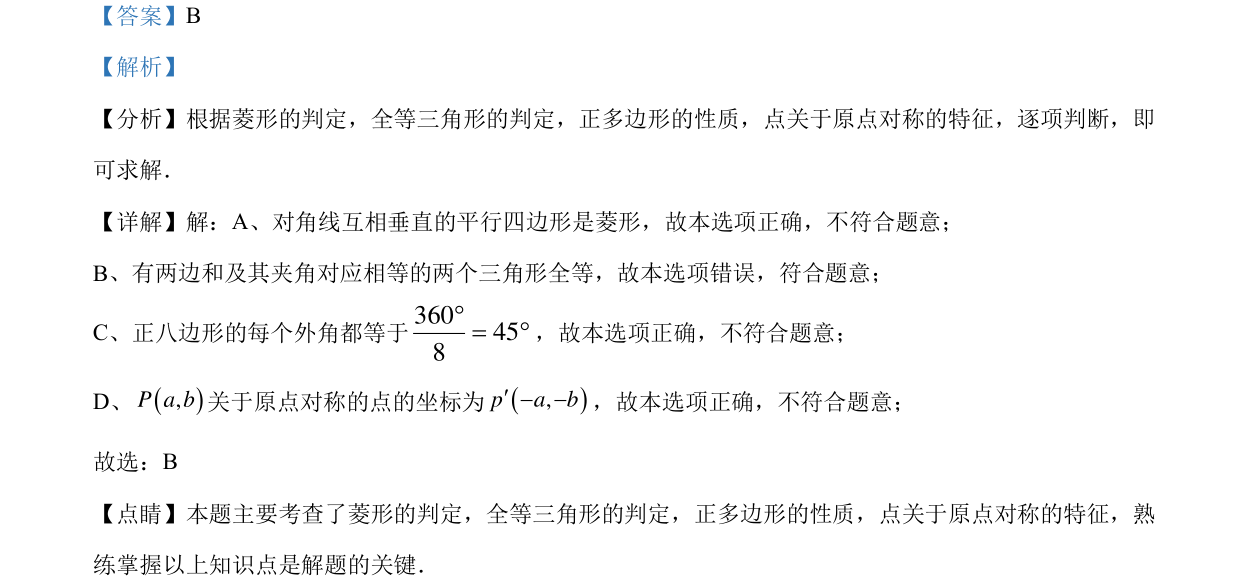 【答案】B
【解析】
【分析】根据菱形的判定，全等三角形的判定，正多边形的性质，点关于原点对称的特征，逐项判断，即
可求解．
【详解】解：A、对角线互相垂直的平行四边形是菱形，故本选项正确，不符合题意；
B、有两边和及其夹角对应相等的两个三角形全等，故本选项错误，符合题意；
C、正八边形的每个外角都等于 360°/8 = 45°，故本选项正确，不符合题意；
D、P(a,b)关于原点对称的点的坐标为 p′(−a,−b)，故本选项正确，不符合题意；
故选：B
【点睛】本题主要考查了菱形的判定，全等三角形的判定，正多边形的性质，点关于原点对称的特征，熟
练掌握以上知识点是解题的关键．